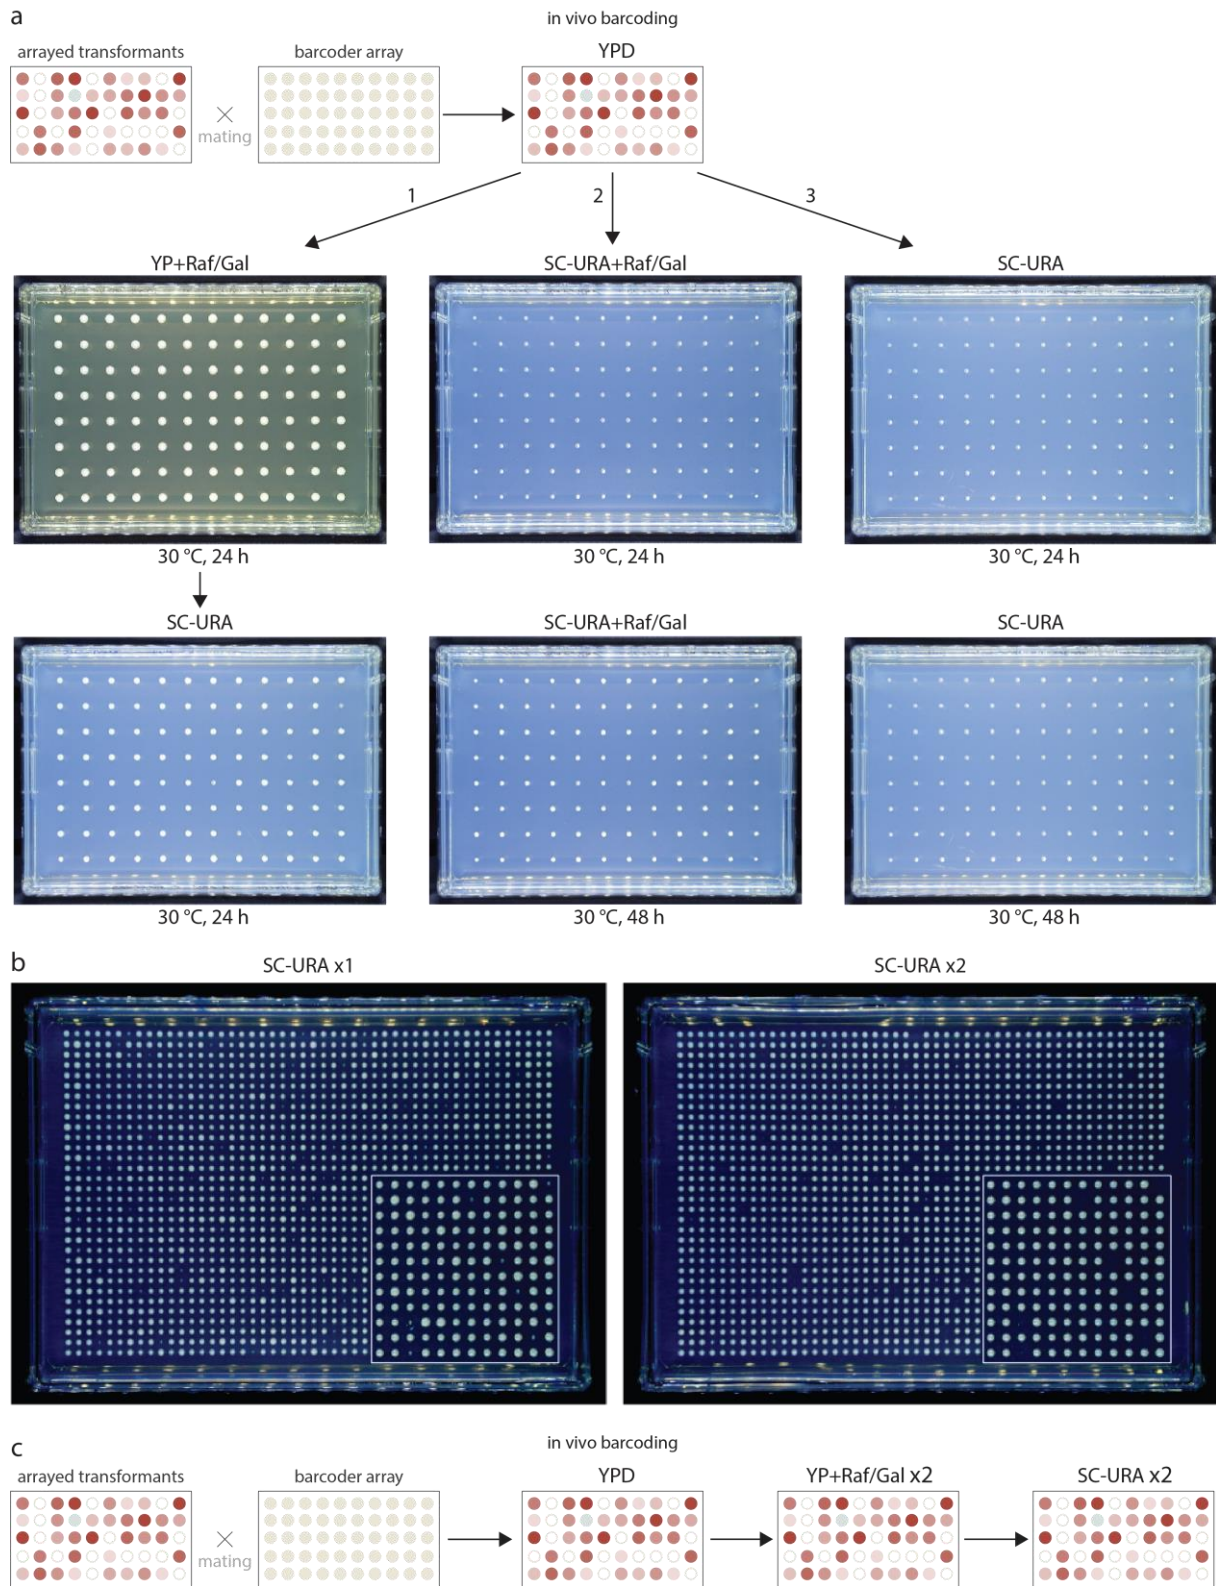 a
in vivo barcoding
arrayed transformants
barcoder array
YPD
mating
1
2
3
YP+Raf/Gal
SC-URA+Raf/Gal
SC-URA
30 °C, 24 h
30 °C, 24 h
30 °C, 24 h
SC-URA
SC-URA+Raf/Gal
SC-URA
30 °C, 24 h
30 °C, 48 h
30 °C, 48 h
b
SC-URA x1
SC-URA x2
c
in vivo barcoding
arrayed transformants
barcoder array
YPD
YP+Raf/Gal x2
SC-URA x2
mating